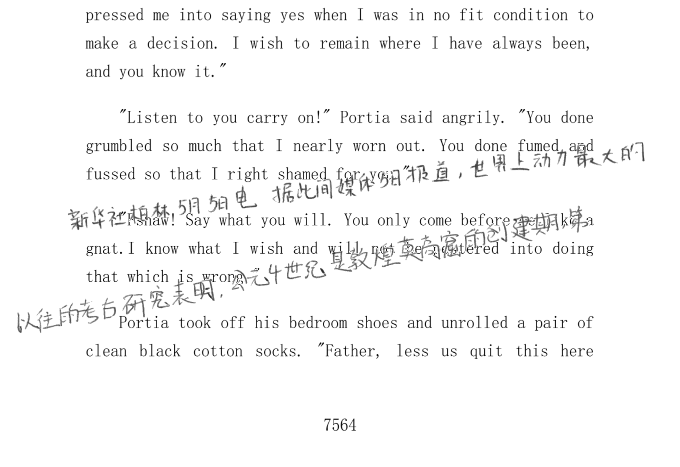 pressed me into saying yes when I was in no fit condition to
make a decision. I wish to remain where I have always been,
and you know it."
"Listen to you carry on!" Portia said angrily. "You done
grumbled so much that I nearly worn out. You done fumed and
fussed so that I right shamed for you."
新华社柏林5月5日电 据此间媒体5日报道，世界上动力最大的
"Pshaw! Say what you will. You only come before me like a
gnat.I know what I wish and will not be pestered into doing
that which is wrong."
以往的考古研究表明，公元4世纪是敦煌莫高窟的创建期，第
Portia took off his bedroom shoes and unrolled a pair of
clean black cotton socks. "Father, less us quit this here
7564